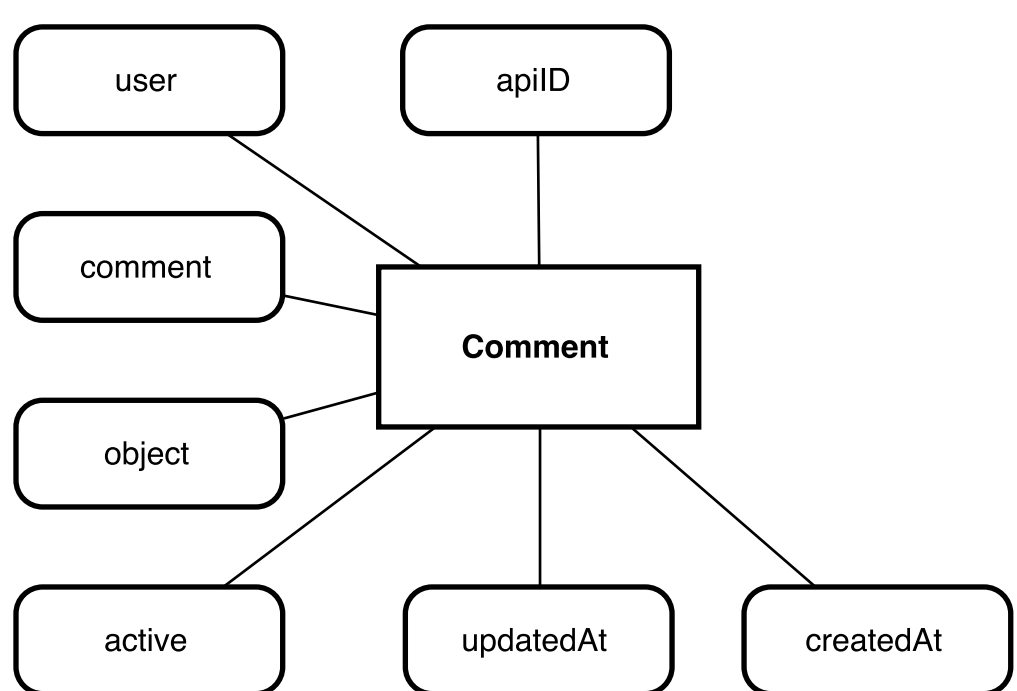 user
apiID
comment
Comment
object
active
updatedAt
createdAt